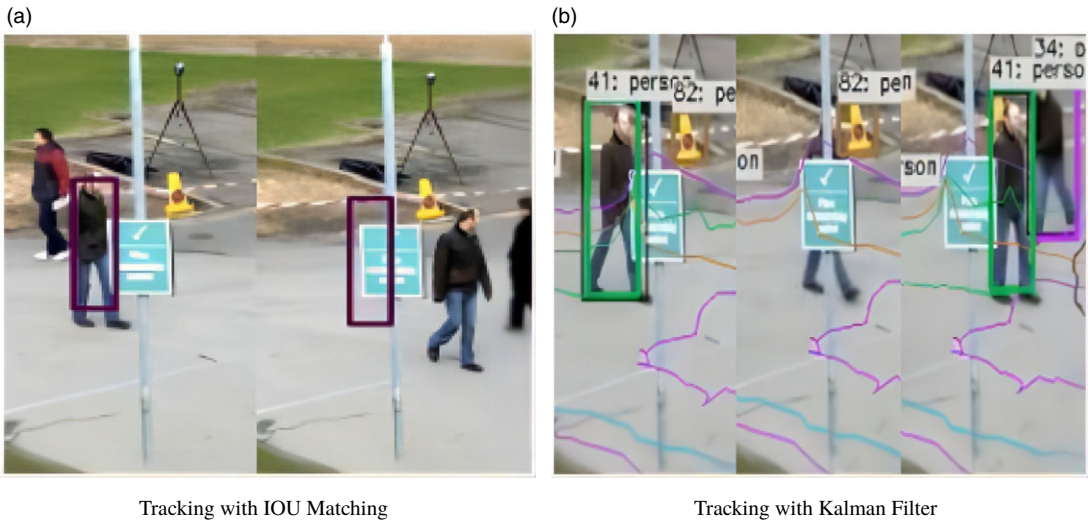 (a)
(b)
41: person
82: pe
82: pen
34: 
41: perso
on
rson
Tracking with IOU Matching
Tracking with Kalman Filter